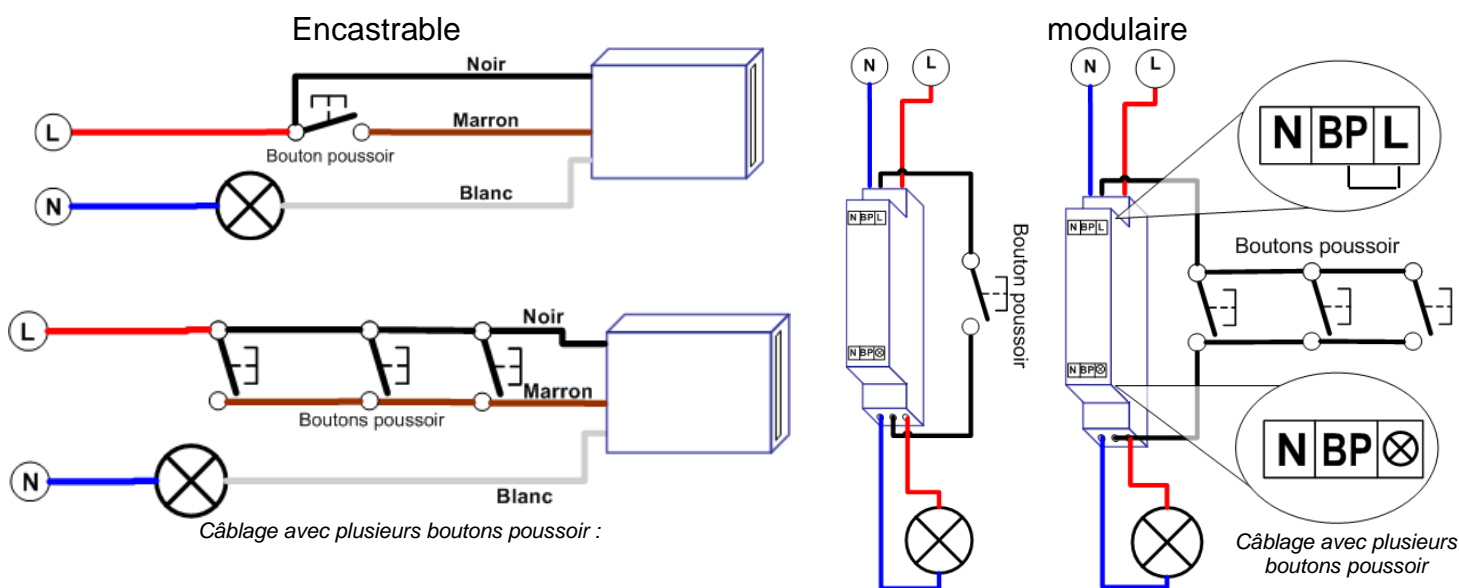 Encastrable
Noir
L
Marron
Bouton poussoir
Blanc
N
Noir
L
Marron
Boutons poussoir
N
Blanc
Câblage avec plusieurs boutons poussoir :
modulaire
N
L
N BP L
Bouton poussoir
N BP
N
L
N BP L
N BP L
Boutons poussoir
N BP
N BP
Câblage avec plusieurs
boutons poussoir